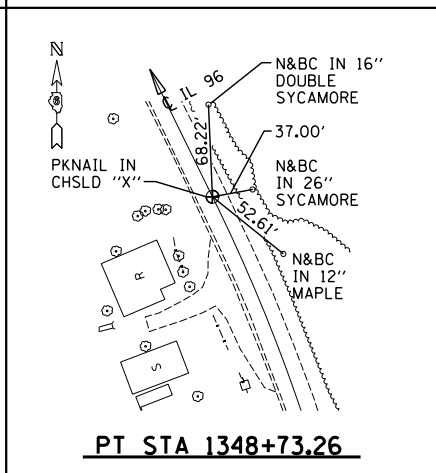 N
℄ IL 96
N&BC IN 16"
DOUBLE
SYCAMORE
68.22'
37.00'
PKNAIL IN
CHSLD "X"
N&BC
IN 26"
SYCAMORE
52.61'
N&BC
IN 12"
MAPLE
R
S
PT STA 1348+73.26